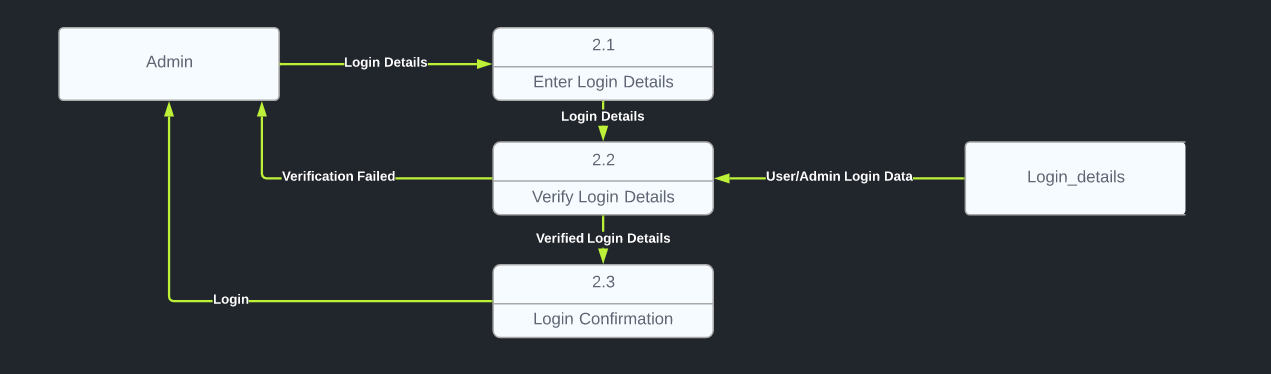 Admin
Login Details
2.1
Enter Login Details
Login Details
2.2
Verify Login Details
Verification Failed
User/Admin Login Data
Login_details
Verified Login Details
2.3
Login Confirmation
Login